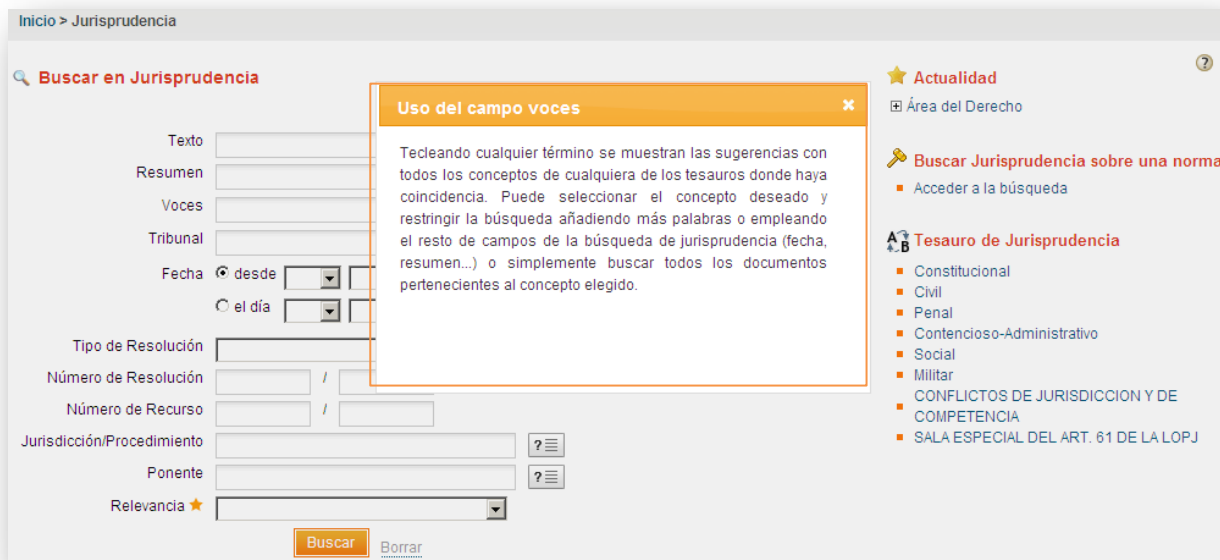 Inicio > Jurisprudencia
Buscar en Jurisprudencia
Texto
Resumen
Voces
Tribunal
Fecha desde
el día
Tipo de Resolución
Número de Resolución /
Número de Recurso /
Jurisdicción/Procedimiento ?
Ponente ?
Relevancia
Buscar Borrar
Uso del campo voces
Tecleando cualquier término se muestran las sugerencias con
todos los conceptos de cualquiera de los tesauros donde haya
coincidencia. Puede seleccionar el concepto deseado y
restringir la búsqueda añadiendo más palabras o empleando
el resto de campos de la búsqueda de jurisprudencia (fecha,
resumen...) o simplemente buscar todos los documentos
pertenecientes al concepto elegido.
?
Actualidad
Área del Derecho
Buscar Jurisprudencia sobre una norma
Acceder a la búsqueda
A B Tesauro de Jurisprudencia
Constitucional
Civil
Penal
Contencioso-Administrativo
Social
Militar
CONFLICTOS DE JURISDICCION Y DE
COMPETENCIA
SALA ESPECIAL DEL ART. 61 DE LA LOPJ